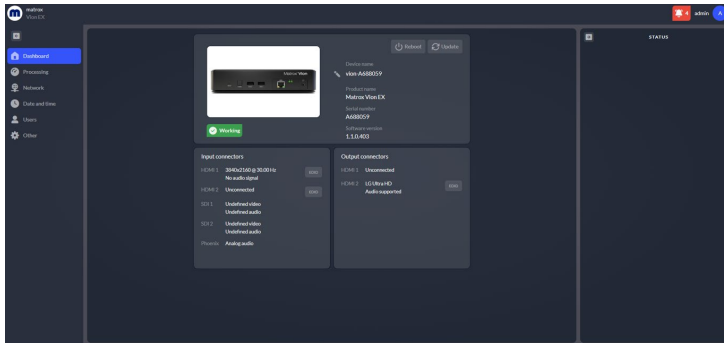 matrox
Vion EX
4 admin A
STATUS
Dashboard
Processing
Network
Date and time
Users
Other
Reboot
Update
Matrox Vion
Working
Device name
vion-A688059
Product name
Matrox Vion EX
Serial number
A688059
Software version
1.1.0.403
Input connectors
HDMI 1 3840x2160 @ 30.00 Hz
No audio signal
HDMI 2 Unconnected
SDI 1 Undefined video
Undefined audio
SDI 2 Undefined video
Undefined audio
Phoenix Analog audio
Output connectors
HDMI 1 Unconnected
HDMI 2 LG Ultra HD
Audio supported